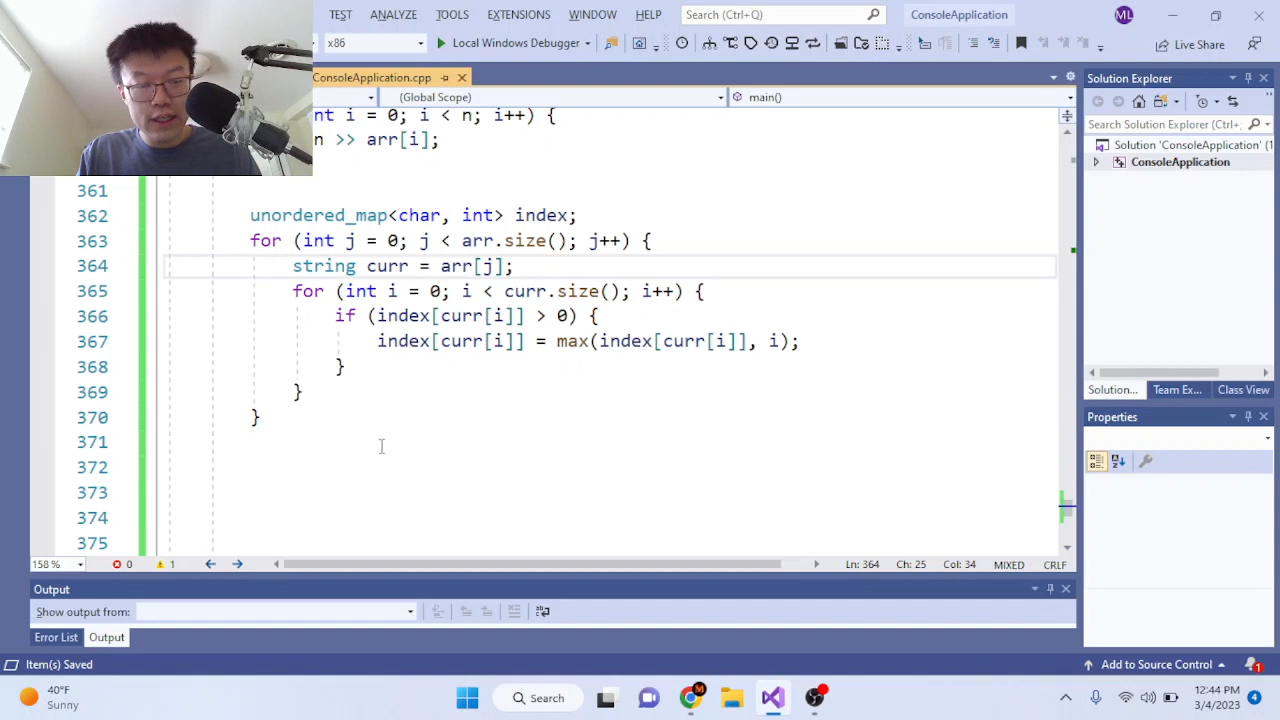 TEST ANALYZE TOOLS EXTENSIONS WINDOW HELP Search (Ctrl+Q) ConsoleApplication ML
x86 Local Windows Debugger Live Share
ConsoleApplication.cpp
(Global Scope) main()
int i = 0; i < n; i++) {
n >> arr[i];
361
362 unordered_map<char, int> index;
363 for (int j = 0; j < arr.size(); j++) {
364 string curr = arr[j];
365 for (int i = 0; i < curr.size(); i++) {
366 if (index[curr[i]] > 0) {
367 index[curr[i]] = max(index[curr[i]], i);
368 }
369 }
370 }
371
372
373
374
375
158 % 0 1 Ln: 364 Ch: 25 Col: 34 MIXED CRLF
Output
Show output from:
Error List Output
Solution Explorer
Search Solution Explorer (Ctrl+;
Solution 'ConsoleApplication' (1
ConsoleApplication
Solution... Team Ex... Class View
Properties
Item(s) Saved Add to Source Control 1
40°F
Sunny
Search
M
12:44 PM
3/4/2023
4